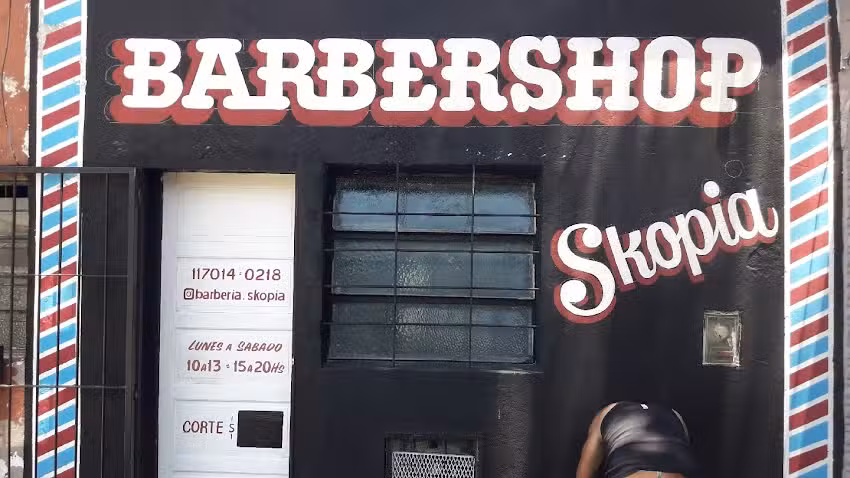 BARBERSHOP
Skopia
117014-0218
barberia.skopia
LUNES A SABADO
10A13 - 15A20HS
CORTE